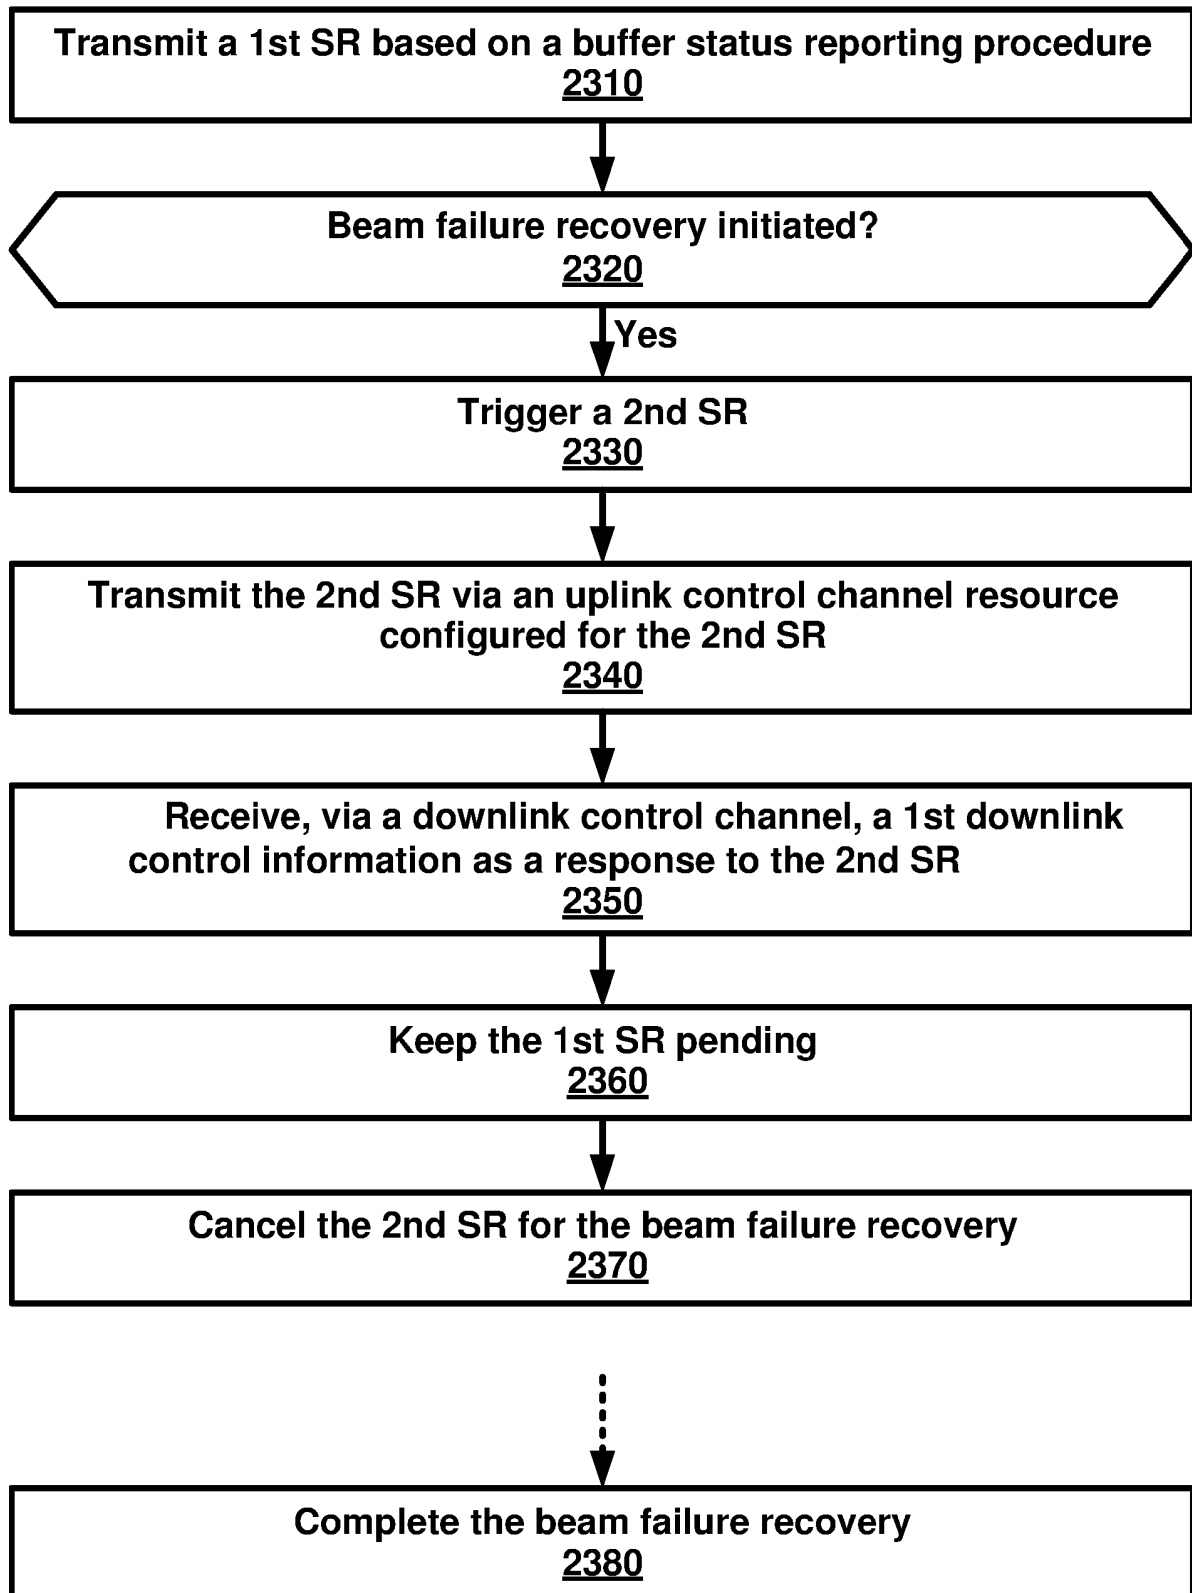 Transmit a 1st SR based on a buffer status reporting procedure
2310
Beam failure recovery initiated?
2320
Yes
Trigger a 2nd SR
2330
Transmit the 2nd SR via an uplink control channel resource
configured for the 2nd SR
2340
Receive, via a downlink control channel, a 1st downlink
control information as a response to the 2nd SR
2350
Keep the 1st SR pending
2360
Cancel the 2nd SR for the beam failure recovery
2370
Complete the beam failure recovery
2380